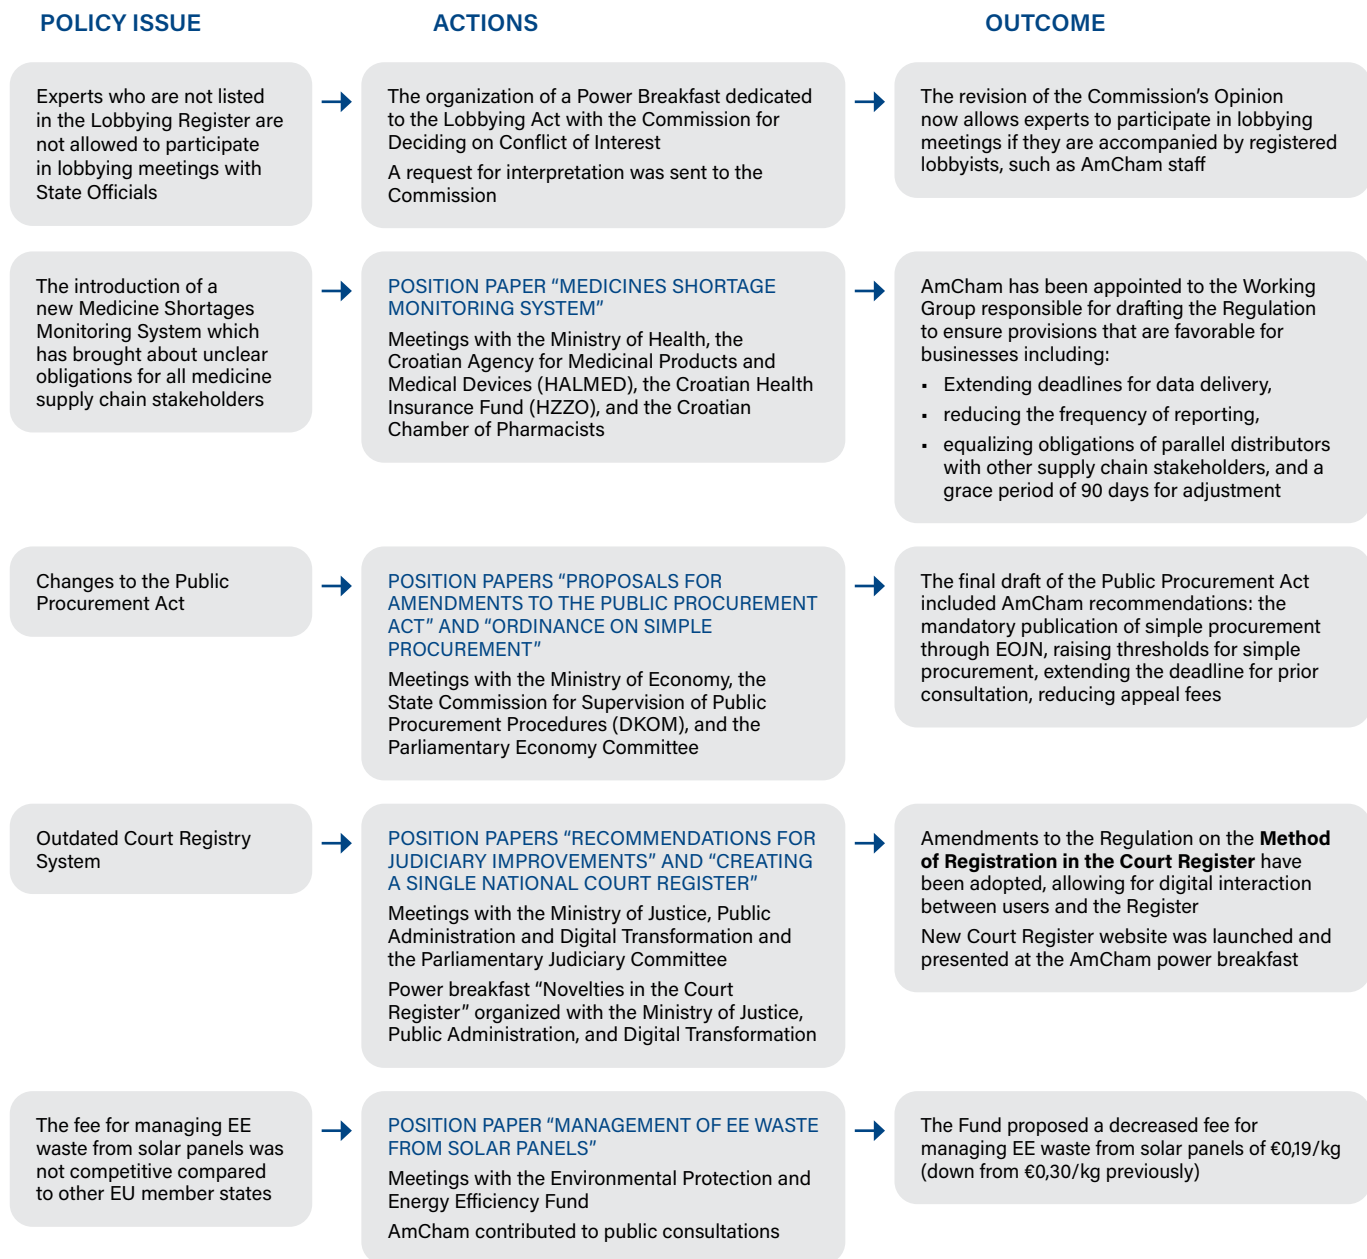 POLICY ISSUE
ACTIONS
OUTCOME
Experts who are not listed
in the Lobbying Register are
not allowed to participate
in lobbying meetings with
State Officials
The organization of a Power Breakfast dedicated
to the Lobbying Act with the Commission for
Deciding on Conflict of Interest
A request for interpretation was sent to the
Commission
The revision of the Commission’s Opinion
now allows experts to participate in lobbying
meetings if they are accompanied by registered
lobbyists, such as AmCham staff
The introduction of a
new Medicine Shortages
Monitoring System which
has brought about unclear
obligations for all medicine
supply chain stakeholders
POSITION PAPER “MEDICINES SHORTAGE
MONITORING SYSTEM”
Meetings with the Ministry of Health, the
Croatian Agency for Medicinal Products and
Medical Devices (HALMED), the Croatian Health
Insurance Fund (HZZO), and the Croatian
Chamber of Pharmacists
AmCham has been appointed to the Working
Group responsible for drafting the Regulation
to ensure provisions that are favorable for
businesses including:
▪ Extending deadlines for data delivery,
▪ reducing the frequency of reporting,
▪ equalizing obligations of parallel distributors
with other supply chain stakeholders, and a
grace period of 90 days for adjustment
Changes to the Public
Procurement Act
POSITION PAPERS “PROPOSALS FOR
AMENDMENTS TO THE PUBLIC PROCUREMENT
ACT” AND “ORDINANCE ON SIMPLE
PROCUREMENT”
Meetings with the Ministry of Economy, the
State Commission for Supervision of Public
Procurement Procedures (DKOM), and the
Parliamentary Economy Committee
The final draft of the Public Procurement Act
included AmCham recommendations: the
mandatory publication of simple procurement
through EOJN, raising thresholds for simple
procurement, extending the deadline for prior
consultation, reducing appeal fees
Outdated Court Registry
System
POSITION PAPERS “RECOMMENDATIONS FOR
JUDICIARY IMPROVEMENTS” AND “CREATING
A SINGLE NATIONAL COURT REGISTER”
Meetings with the Ministry of Justice, Public
Administration and Digital Transformation and
the Parliamentary Judiciary Committee
Power breakfast “Novelties in the Court
Register” organized with the Ministry of Justice,
Public Administration, and Digital Transformation
Amendments to the Regulation on the Method
of Registration in the Court Register have
been adopted, allowing for digital interaction
between users and the Register
New Court Register website was launched and
presented at the AmCham power breakfast
The fee for managing EE
waste from solar panels was
not competitive compared
to other EU member states
POSITION PAPER “MANAGEMENT OF EE WASTE
FROM SOLAR PANELS”
Meetings with the Environmental Protection and
Energy Efficiency Fund
AmCham contributed to public consultations
The Fund proposed a decreased fee for
managing EE waste from solar panels of €0,19/kg
(down from €0,30/kg previously)